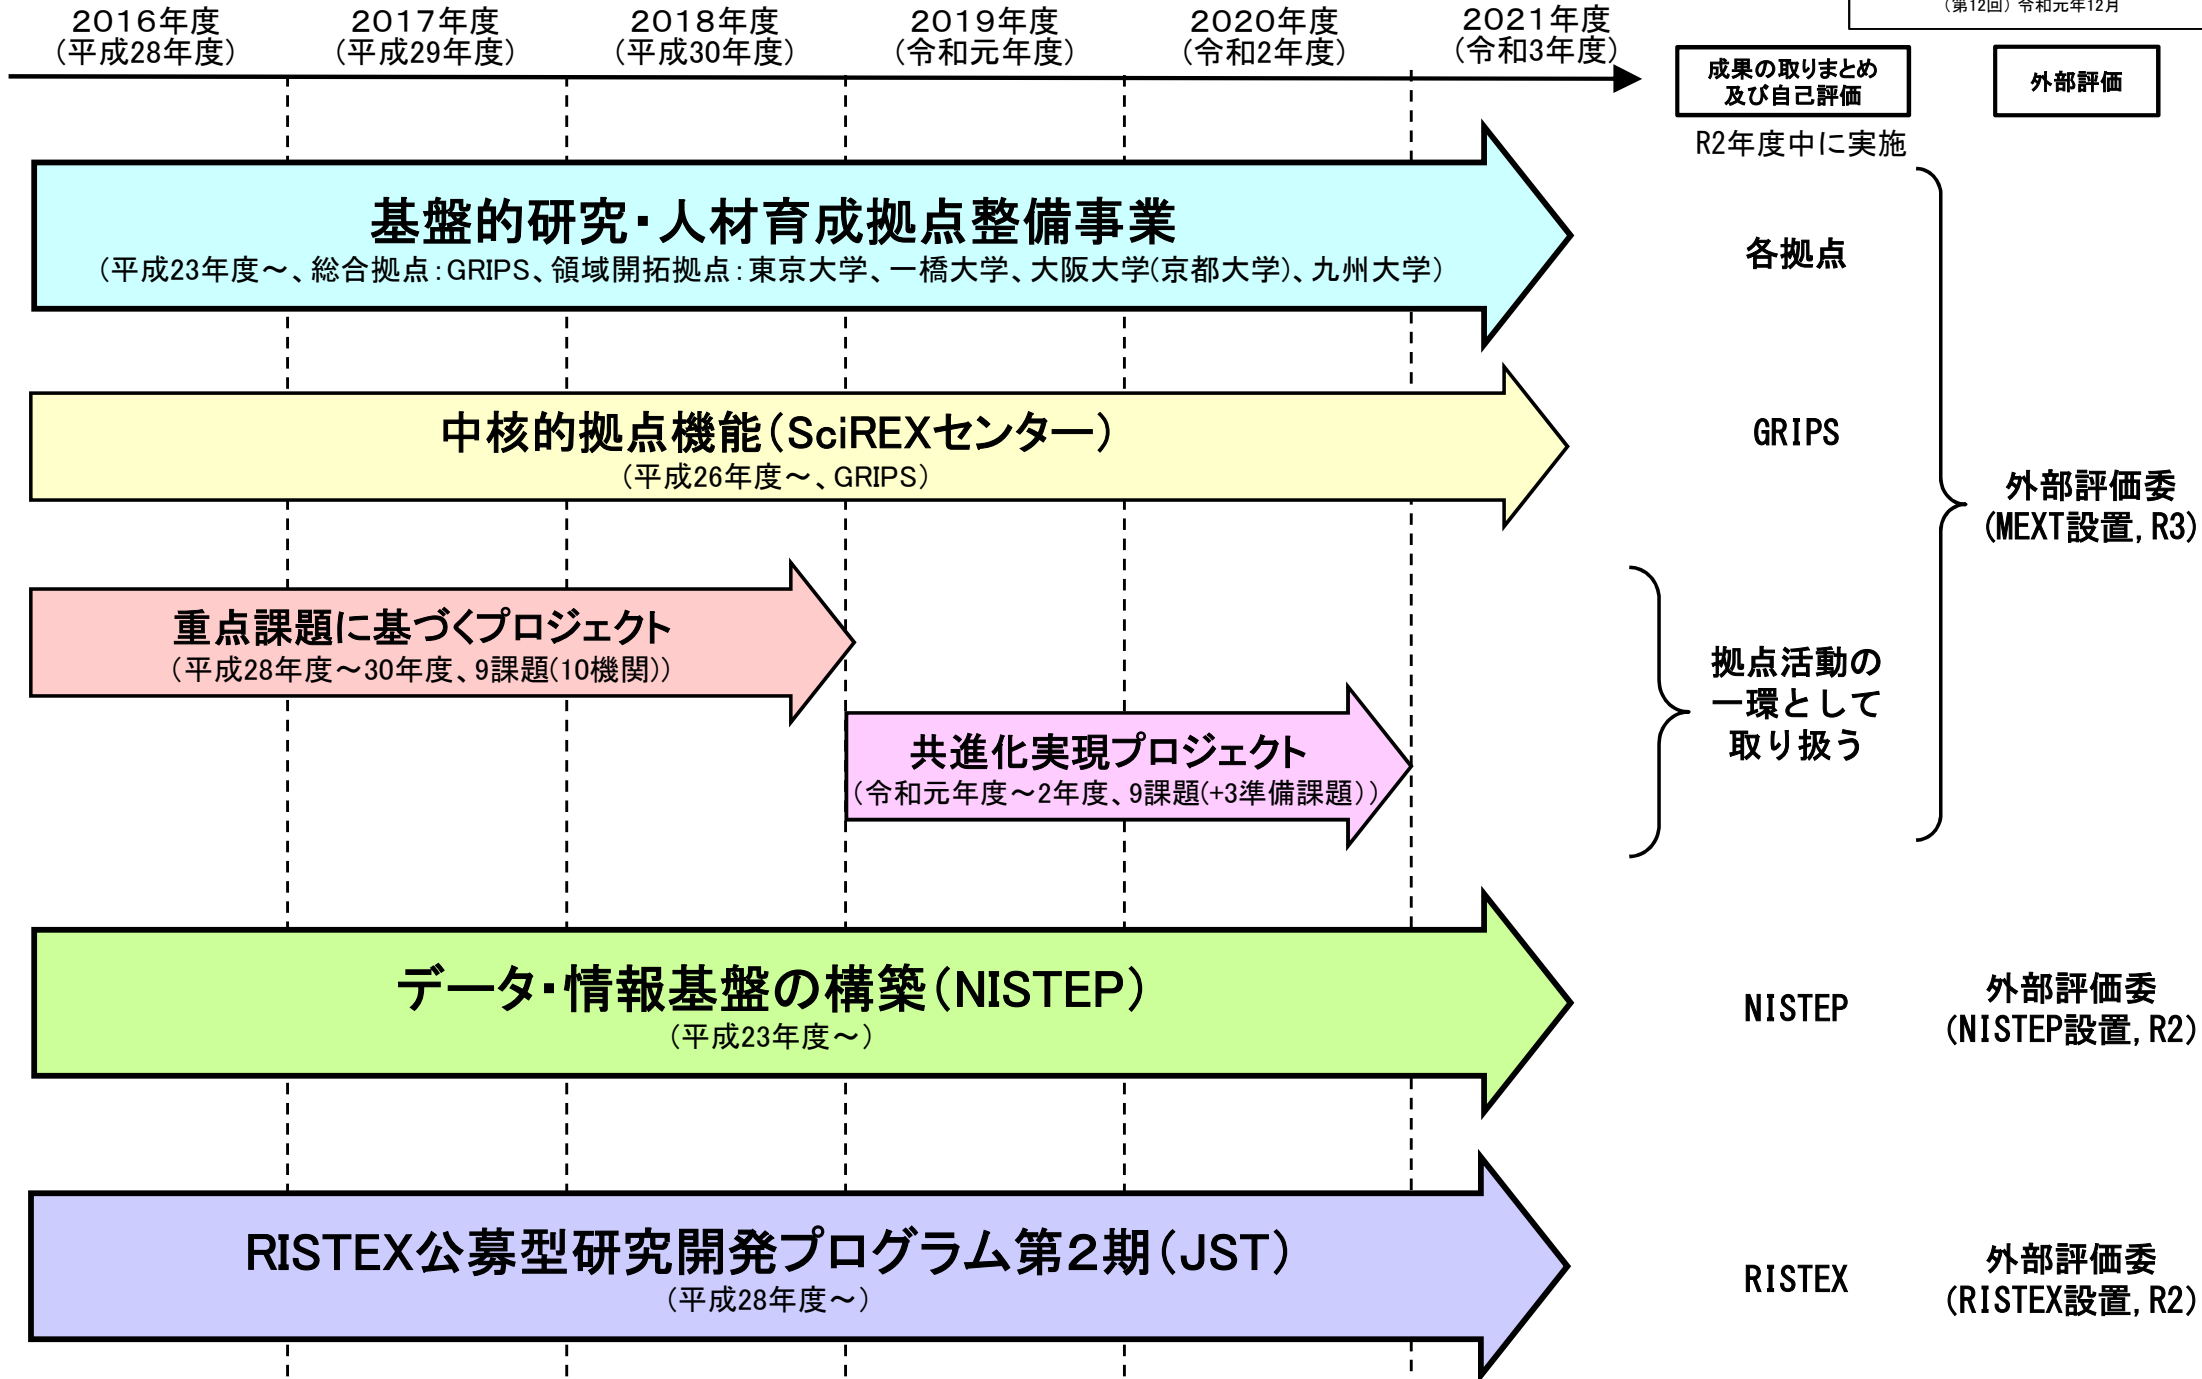 2016年度
(平成28年度)
2017年度
(平成29年度)
2018年度
(平成30年度)
2019年度
(令和元年度)
2020年度
(令和2年度)
2021年度
(令和3年度)
(第12回) 令和元年12月
成果の取りまとめ
及び自己評価
外部評価
R2年度中に実施
基盤的研究・人材育成拠点整備事業
(平成23年度～、総合拠点：GRIPS、領域開拓拠点：東京大学、一橋大学、大阪大学(京都大学)、九州大学)
各拠点
中核的拠点機能(SciREXセンター)
(平成26年度～、GRIPS)
GRIPS
外部評価委
(MEXT設置, R3)
重点課題に基づくプロジェクト
(平成28年度～30年度、9課題(10機関))
共進化実現プロジェクト
(令和元年度～2年度、9課題(+3準備課題))
拠点活動の
一環として
取り扱う
データ・情報基盤の構築(NISTEP)
(平成23年度～)
NISTEP
外部評価委
(NISTEP設置, R2)
RISTEX公募型研究開発プログラム第2期(JST)
(平成28年度～)
RISTEX
外部評価委
(RISTEX設置, R2)